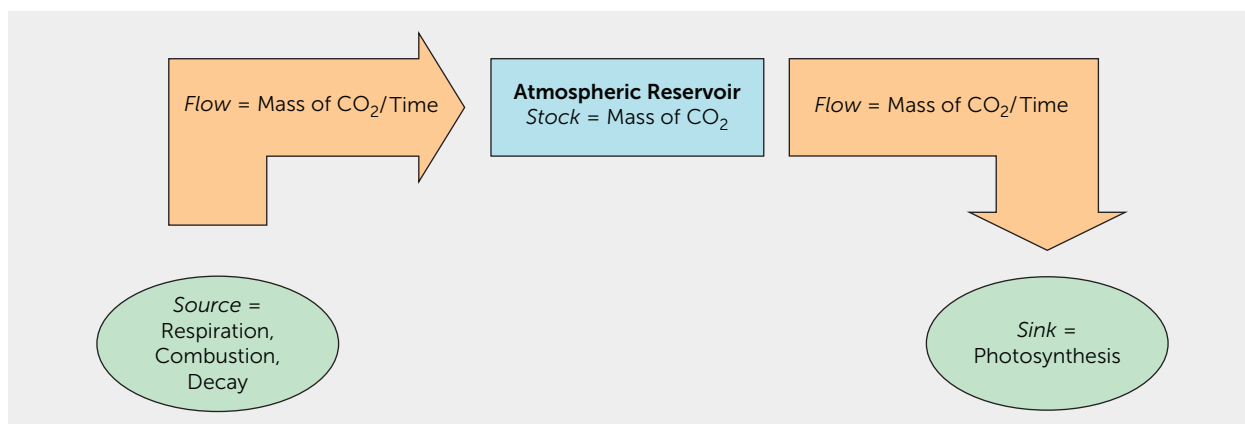 Flow = Mass of CO₂/Time
Atmospheric Reservoir
Stock = Mass of CO₂
Flow = Mass of CO₂/Time
Source =
Respiration,
Combustion,
Decay
Sink =
Photosynthesis